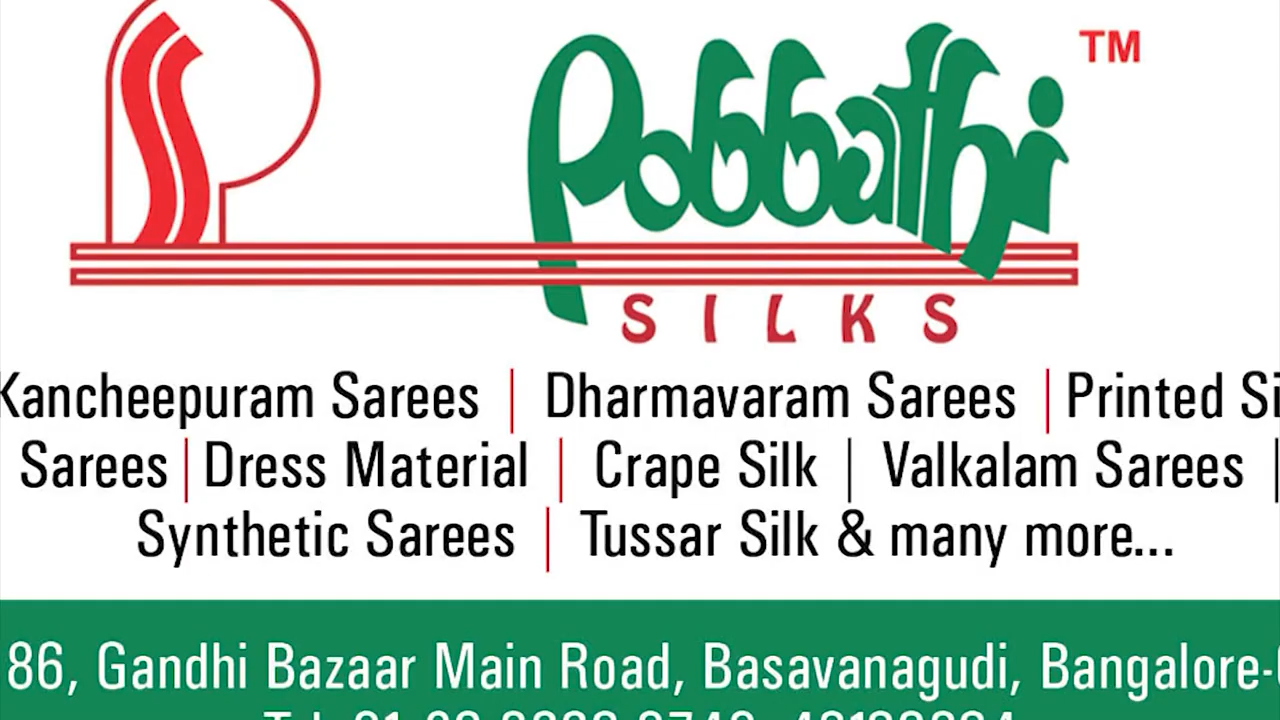 Pobbathi TM
SILKS
Kancheepuram Sarees | Dharmavaram Sarees | Printed
Sarees | Dress Material | Crape Silk | Valkalam Sarees |
Synthetic Sarees | Tussar Silk & many more...
86, Gandhi Bazaar Main Road, Basavanagudi, Bangalore-